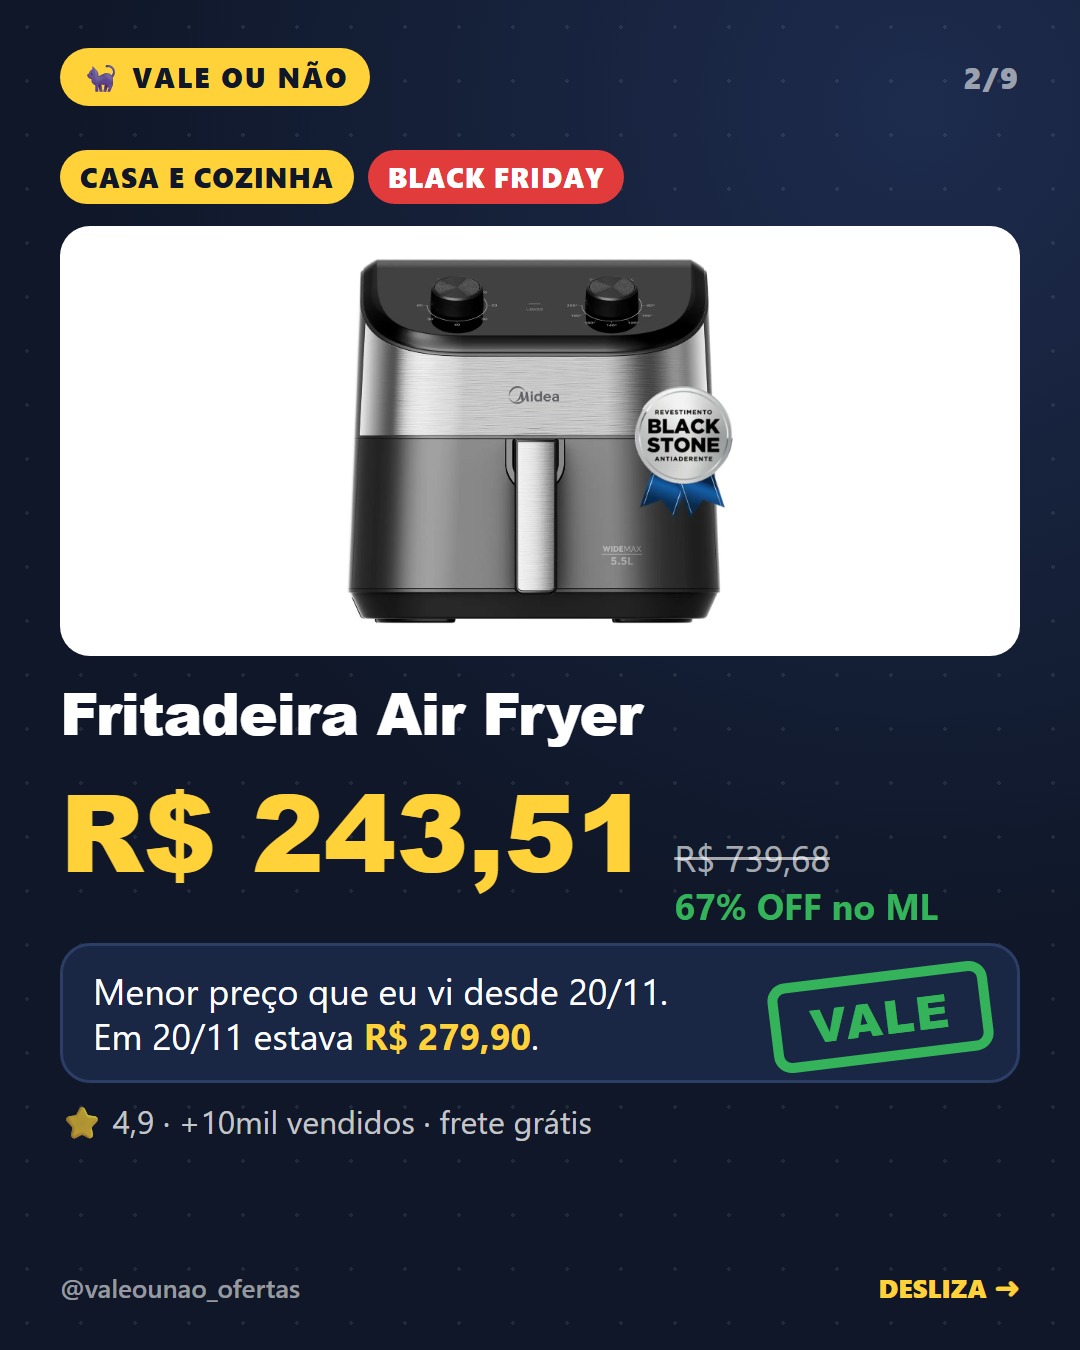 VALE OU NÃO
2/9
CASA E COZINHA
BLACK FRIDAY
Midea
REVESTIMENTO
BLACK
STONE
ANTIADERENTE
WIDEMAX
5.5L
Fritadeira Air Fryer
R$ 243,51
R$ 739,68
67% OFF no ML
Menor preço que eu vi desde 20/11.
Em 20/11 estava R$ 279,90.
VALE
4,9 · +10mil vendidos · frete grátis
@valeounao_ofertas
DESLIZA →